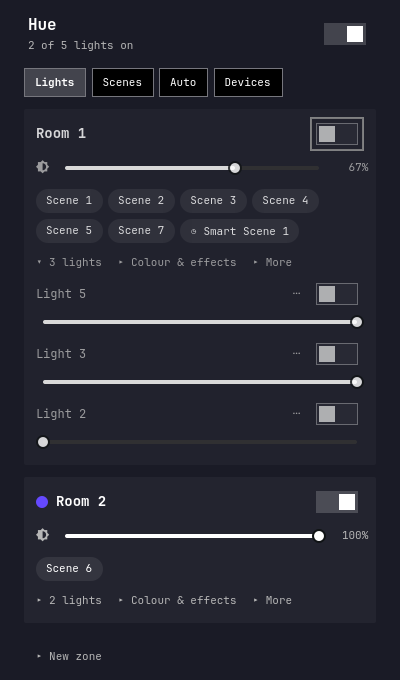 Hue
2 of 5 lights on
Lights Scenes Auto Devices
Room 1
67%
Scene 1 Scene 2 Scene 3 Scene 4
Scene 5 Scene 7 Smart Scene 1
3 lights Colour & effects More
Light 5 ...
Light 3 ...
Light 2 ...
Room 2
100%
Scene 6
2 lights Colour & effects More
New zone